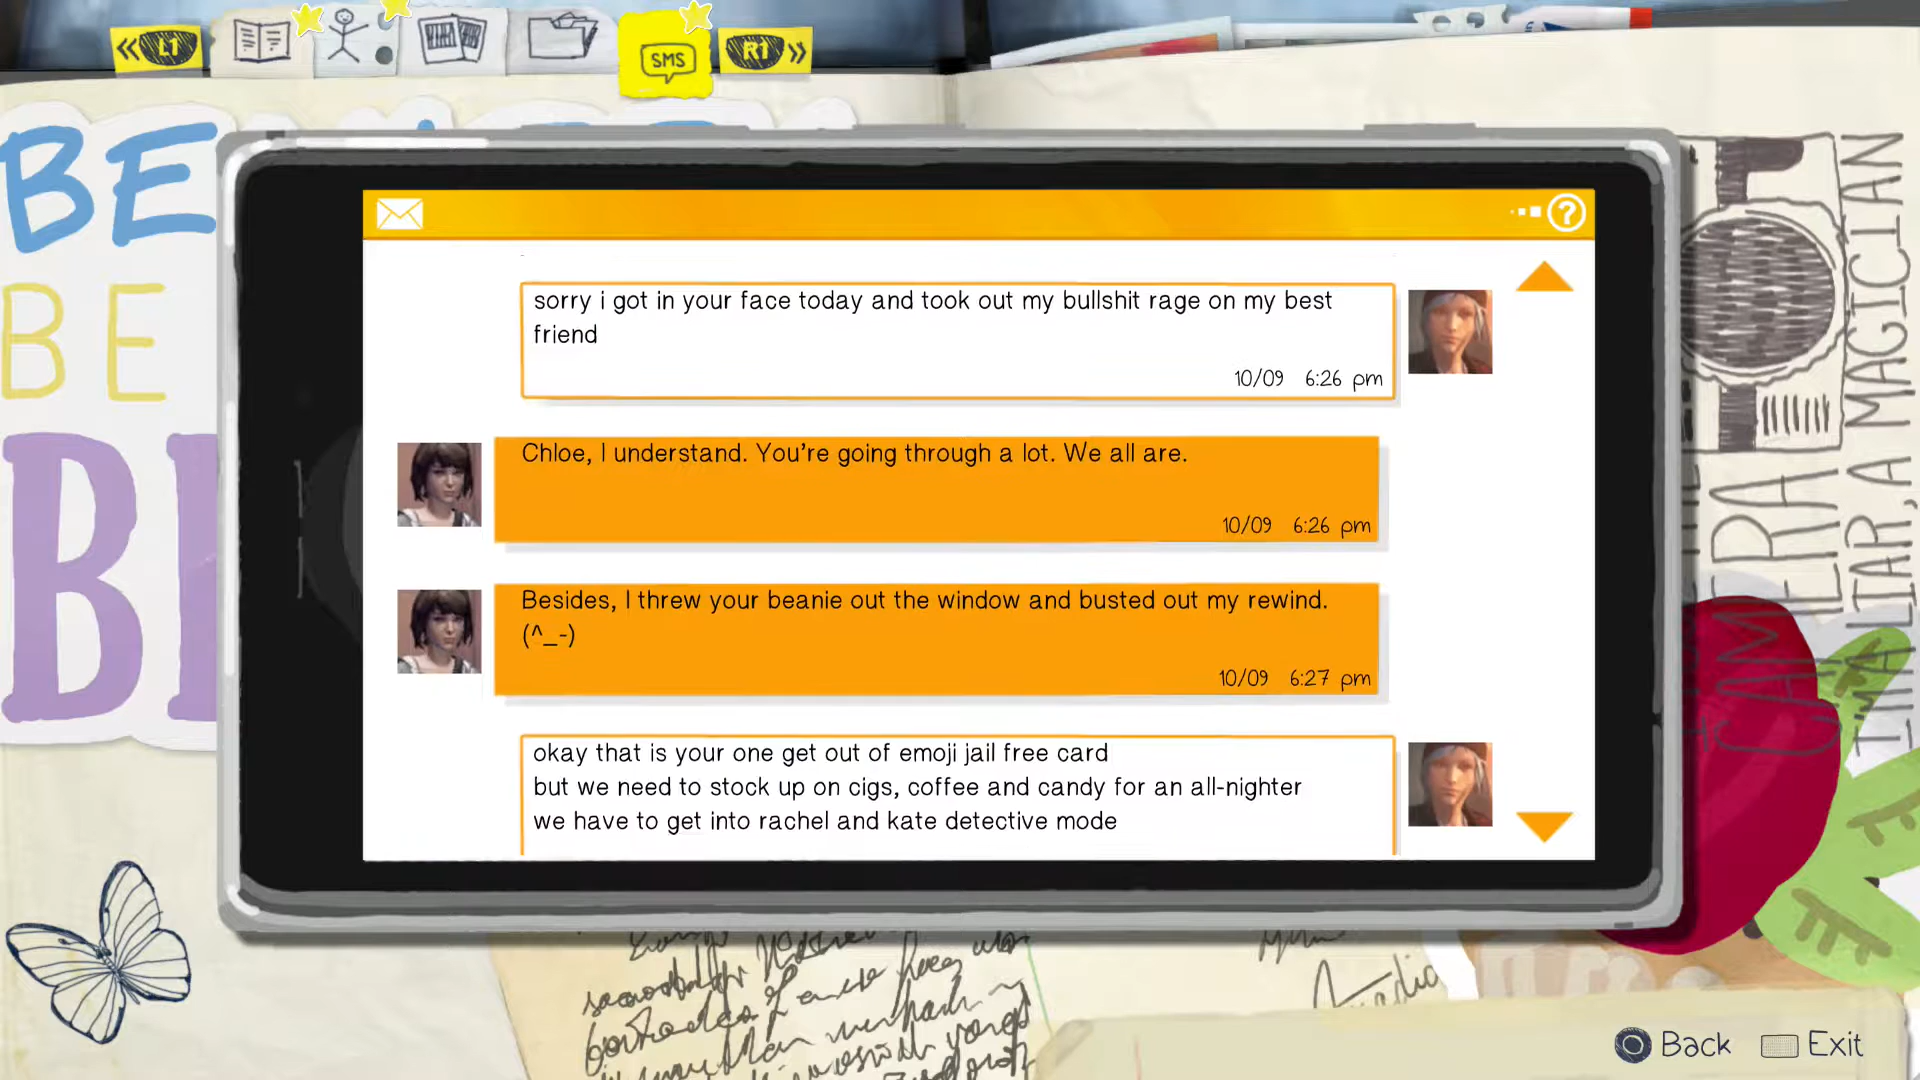 L1
SMS
R1
BE
BE
sorry i got in your face today and took out my bullshit rage on my best
friend
10/09 6:26 pm
Chloe, I understand. You're going through a lot. We all are.
10/09 6:26 pm
Besides, I threw your beanie out the window and busted out my rewind.
(^_-)
10/09 6:27 pm
okay that is your one get out of emoji jail free card
but we need to stock up on cigs, coffee and candy for an all-nighter
we have to get into rachel and kate detective mode
CAMERA
LIAR, A MAGICIAN
Back
Exit